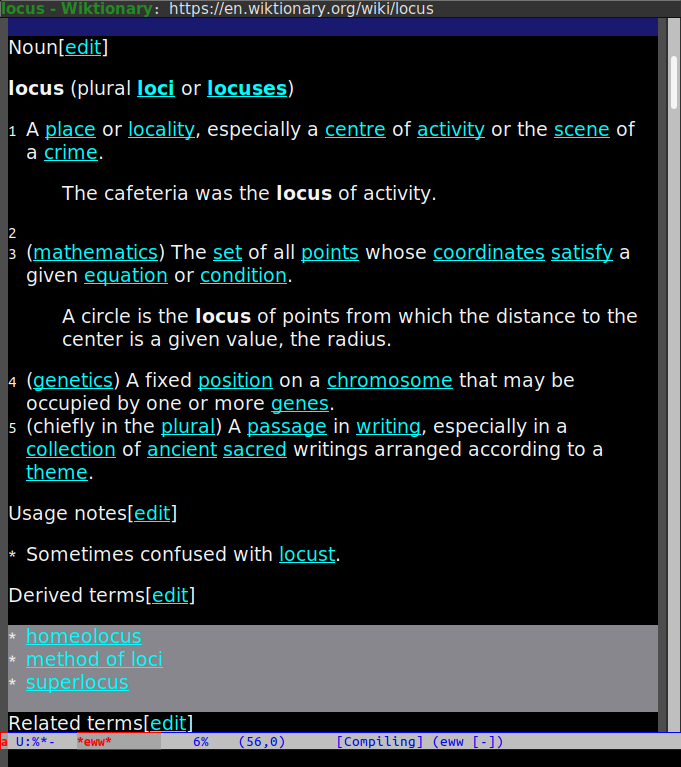 locus - Wiktionary: https://en.wiktionary.org/wiki/locus
Noun[edit]
locus (plural loci or locuses)
1 A place or locality, especially a centre of activity or the scene of
a crime.
The cafeteria was the locus of activity.
2
3 (mathematics) The set of all points whose coordinates satisfy a
given equation or condition.
A circle is the locus of points from which the distance to the
center is a given value, the radius.
4 (genetics) A fixed position on a chromosome that may be
occupied by one or more genes.
5 (chiefly in the plural) A passage in writing, especially in a
collection of ancient sacred writings arranged according to a
theme.
Usage notes[edit]
* Sometimes confused with locust.
Derived terms[edit]
* homeolocus
* method of loci
* superlocus
Related terms[edit]
a U:%*- *eww* 6% (56,0) [Compiling] (eww [-])